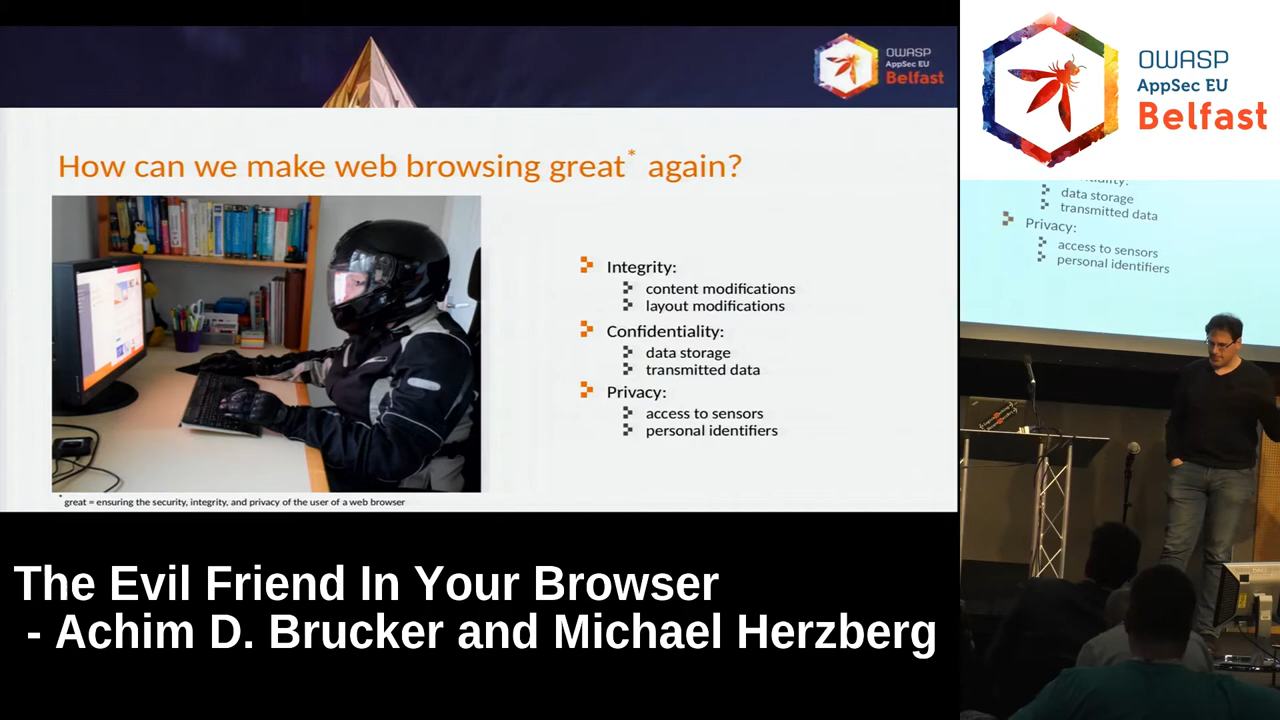 OWASP
AppSec EU
Belfast
How can we make web browsing great* again?
Integrity:
content modifications
layout modifications
Confidentiality:
data storage
transmitted data
Privacy:
access to sensors
personal identifiers
* great = ensuring the security, integrity, and privacy of the user of a web browser
OWASP
AppSec EU
Belfast
data storage
transmitted data
Privacy:
access to sensors
personal identifiers
The Evil Friend In Your Browser
- Achim D. Brucker and Michael Herzberg